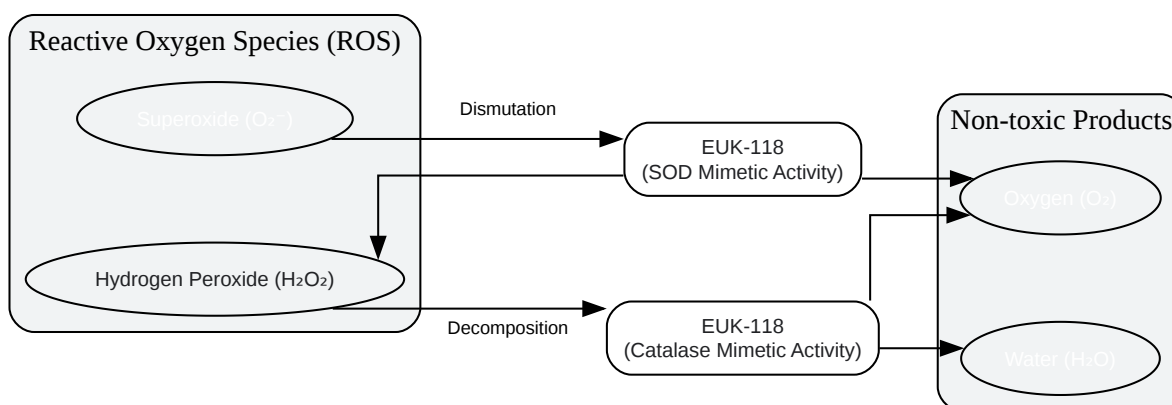 Reactive Oxygen Species (ROS)
Superoxide (O₂⁻)
Dismutation
EUK-118
(SOD Mimetic Activity)
Non-toxic Products
Oxygen (O₂)
Hydrogen Peroxide (H₂O₂)
Decomposition
EUK-118
(Catalase Mimetic Activity)
Water (H₂O)